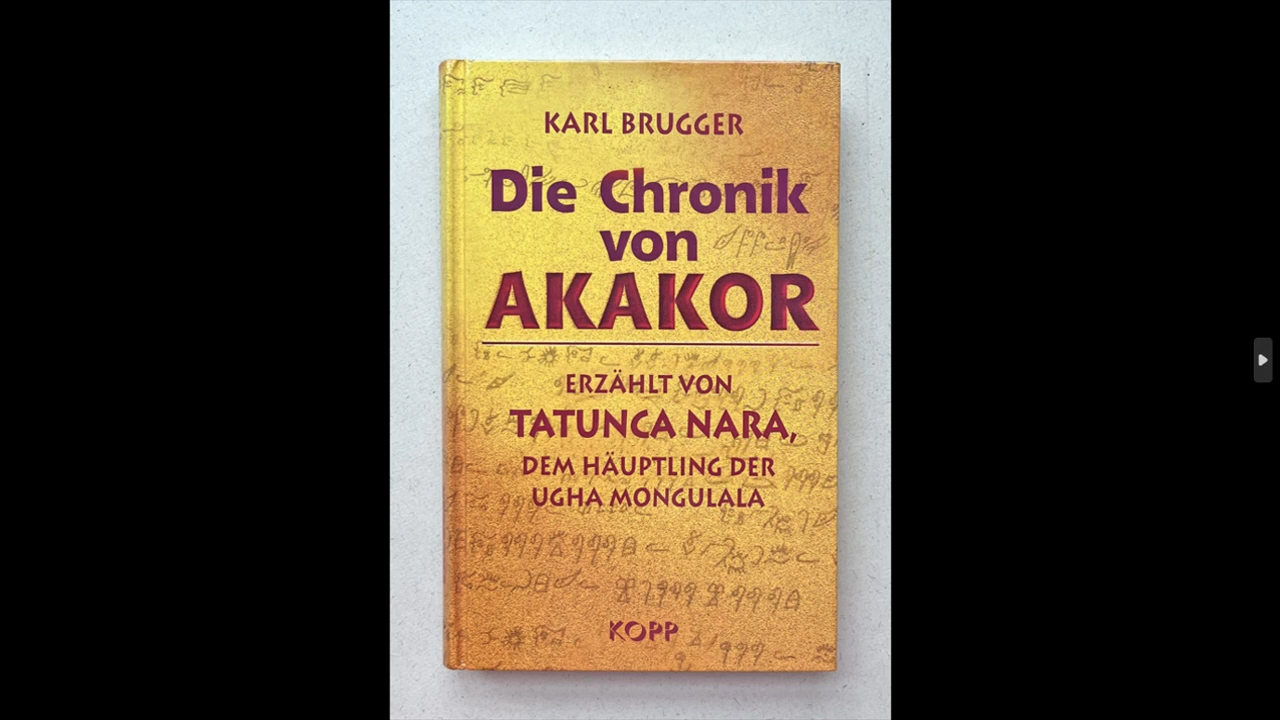 KARL BRUGGER
Die Chronik
von
AKAKOR
ERZÄHLT VON
TATUNCA NARA,
DEM HÄUPTLING DER
UGHA MONGULALA
KOPP